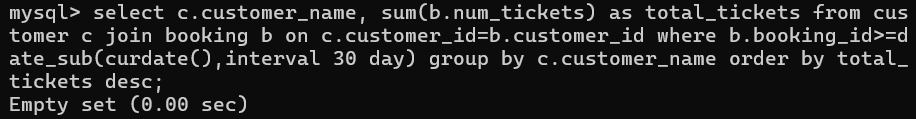 mysql> select c.customer_name, sum(b.num_tickets) as total_tickets from cus
tomer c join booking b on c.customer_id=b.customer_id where b.booking_id>=d
ate_sub(curdate(),interval 30 day) group by c.customer_name order by total_
tickets desc;
Empty set (0.00 sec)